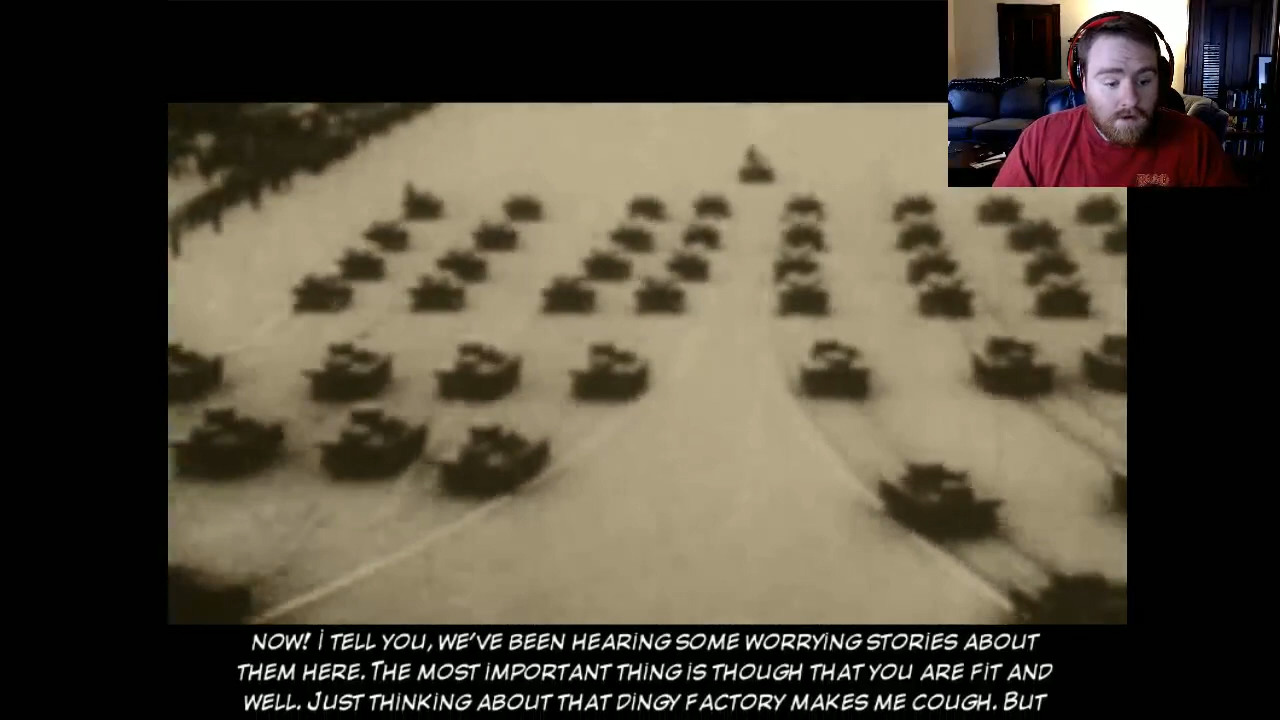 NOW! I TELL YOU, WE'VE BEEN HEARING SOME WORRYING STORIES ABOUT
THEM HERE. THE MOST IMPORTANT THING IS THOUGH THAT YOU ARE FIT AND
WELL. JUST THINKING ABOUT THAT DINGY FACTORY MAKES ME COUGH. BUT